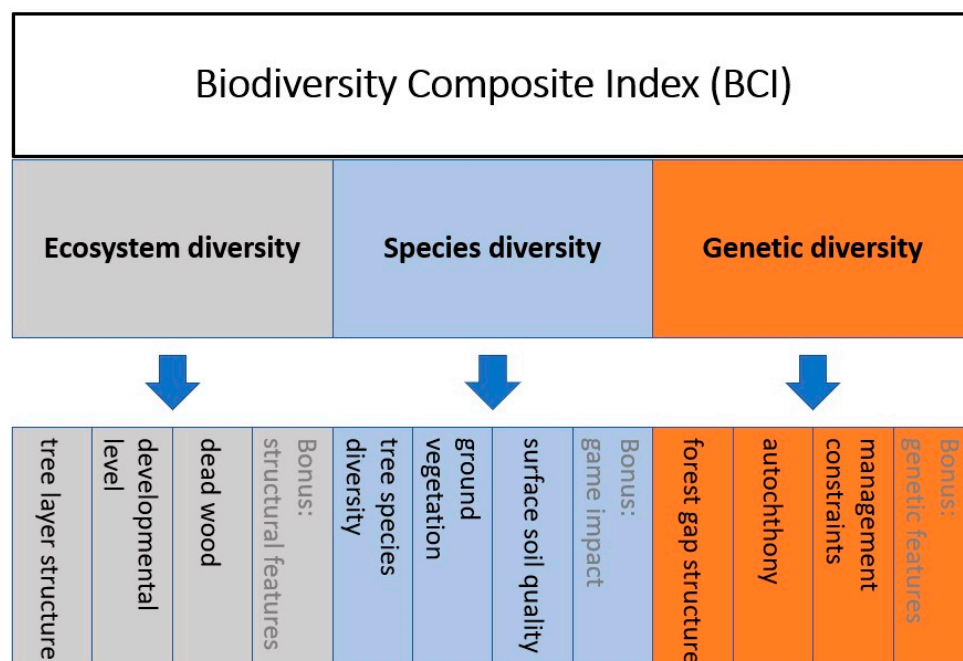 Biodiversity Composite Index (BCI)
Ecosystem diversity
Species diversity
Genetic diversity
tree layer structure
developmental
level
dead wood
Bonus:
structural features
tree species
diversity
ground
vegetation
surface soil quality
Bonus:
game impact
forest gap structure
autochthony
management
constraints
Bonus:
genetic features